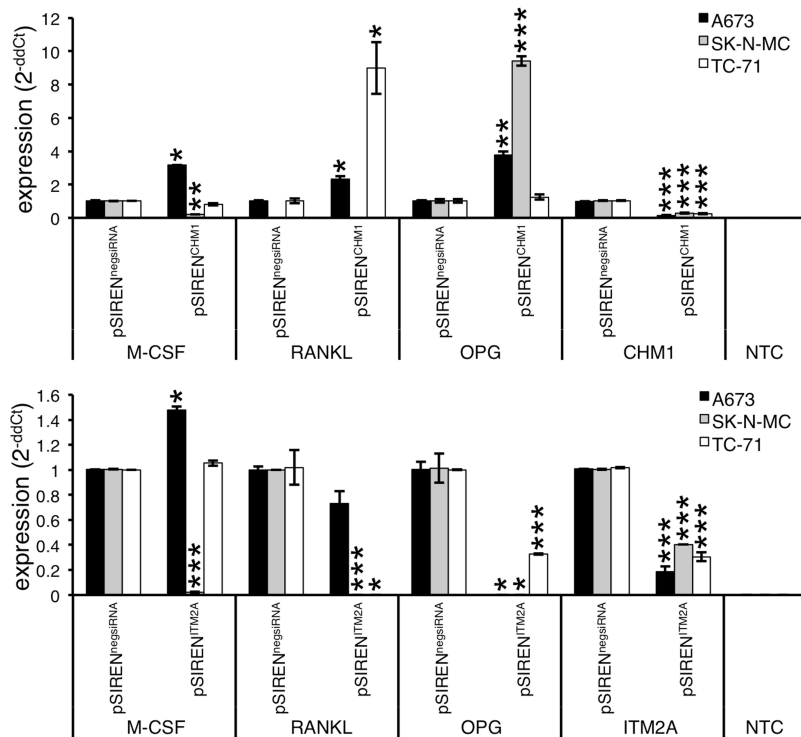 expression (2-ddCt)
12
10
8
6
4
2
0
A673
SK-N-MC
TC-71
*
**
*
*
**
***
***
***
***
pSIRENnegsiRNA
pSIRENCHM1
pSIRENnegsiRNA
pSIRENCHM1
pSIRENnegsiRNA
pSIRENCHM1
pSIRENnegsiRNA
pSIRENCHM1
M-CSF
RANKL
OPG
CHM1
NTC
expression (2-ddCt)
1.6
1.4
1.2
1
0.8
0.6
0.4
0.2
0
A673
SK-N-MC
TC-71
*
***
***
*
*
*
***
***
***
***
pSIRENnegsiRNA
pSIRENITM2A
pSIRENnegsiRNA
pSIRENITM2A
pSIRENnegsiRNA
pSIRENITM2A
pSIRENnegsiRNA
pSIRENITM2A
M-CSF
RANKL
OPG
ITM2A
NTC